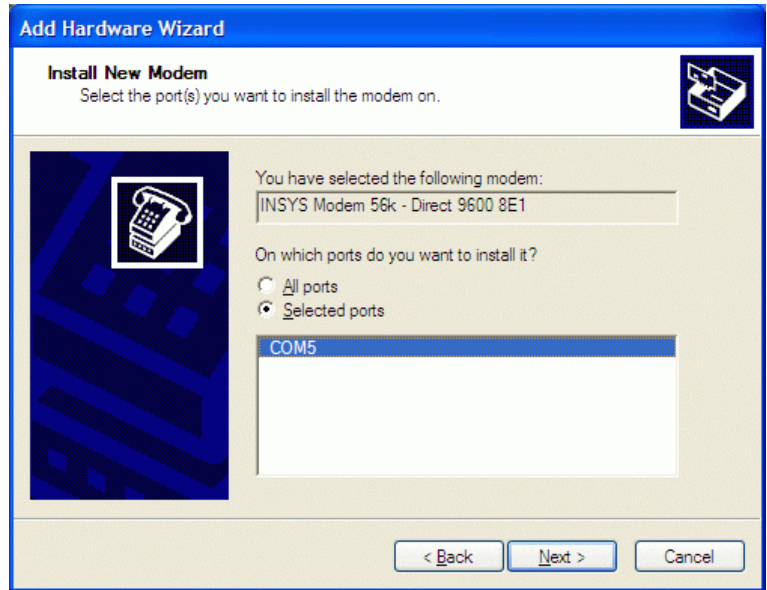 Add Hardware Wizard
Install New Modem
Select the port(s) you want to install the modem on.
You have selected the following modem:
INSYS Modem 56k - Direct 9600 8E1
On which ports do you want to install it?
All ports
Selected ports
COM5
< Back Next > Cancel